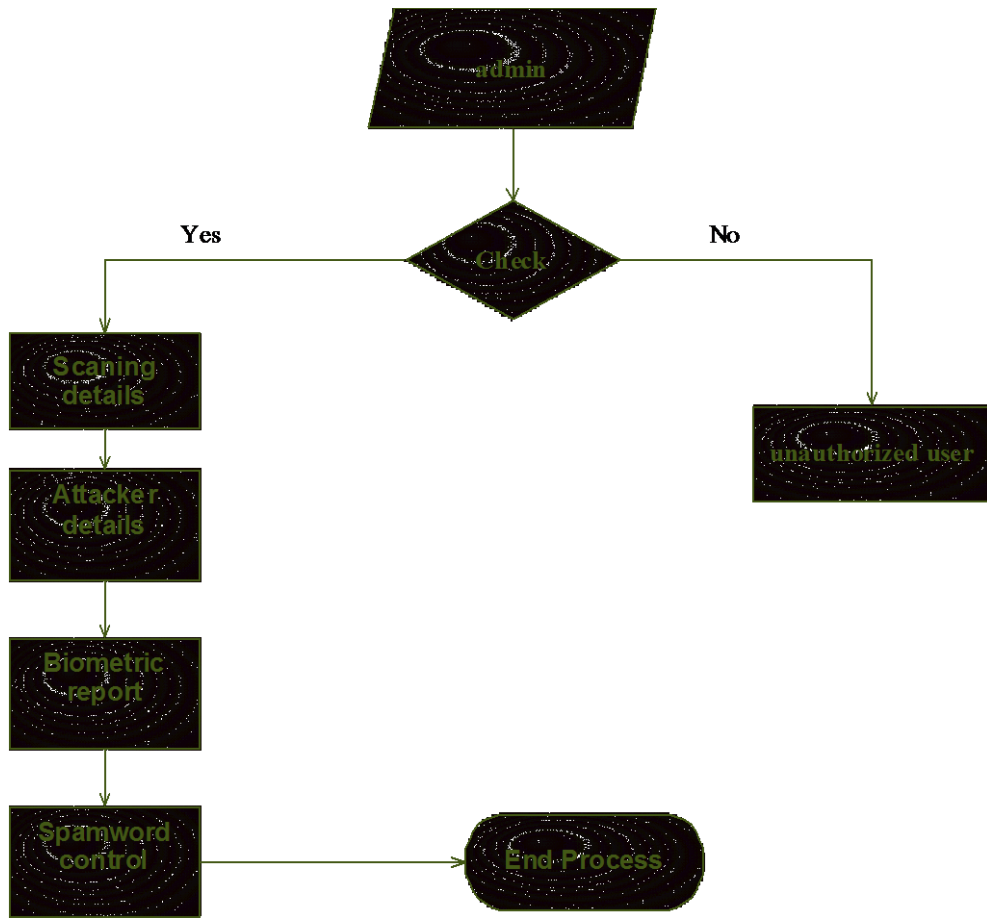 admin
Yes
Check
No
Scaning
details
unauthorized user
Attacker
details
Biometric
report
Spamword
control
End Process